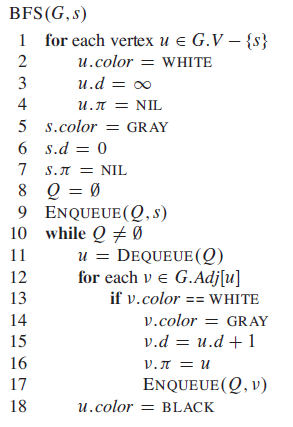 BFS(G, s)
1 for each vertex u ∈ G.V − {s}
2 u.color = WHITE
3 u.d = ∞
4 u.π = NIL
5 s.color = GRAY
6 s.d = 0
7 s.π = NIL
8 Q = Ø
9 ENQUEUE(Q, s)
10 while Q ≠ Ø
11 u = DEQUEUE(Q)
12 for each v ∈ G.Adj[u]
13 if v.color == WHITE
14 v.color = GRAY
15 v.d = u.d + 1
16 v.π = u
17 ENQUEUE(Q, v)
18 u.color = BLACK